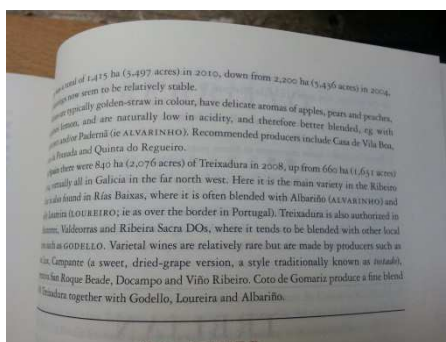 total of 1,415 ha (3,497 acres) in 2010, down from 2,200 ha (5,436 acres) in 2004,
now seem to be relatively stable.
typically golden-straw in colour, have delicate aromas of apples, pears and peaches,
lemon, and are naturally low in acidity, and therefore better blended, eg with
and/or Padernã (ie ALVARINHO). Recommended producers include Casa de Vila Boa,
Pousada and Quinta do Regueiro.
there were 840 ha (2,076 acres) of Treixadura in 2008, up from 660 ha (1,631 acres)
virtually all in Galicia in the far north west. Here it is the main variety in the Ribeiro
is also found in Rías Baixas, where it is often blended with Albariño (ALVARINHO) and
Loureira (LOUREIRO; ie as over the border in Portugal). Treixadura is also authorized in
Valdeorras and Ribeira Sacra DOs, where it tends to be blended with other local
such as GODELLO. Varietal wines are relatively rare but are made by producers such as
Campante (a sweet, dried-grape version, a style traditionally known as tostado),
Roque Beade, Docampo and Viño Ribeiro. Coto de Gomariz produce a fine blend
Treixadura together with Godello, Loureira and Albariño.